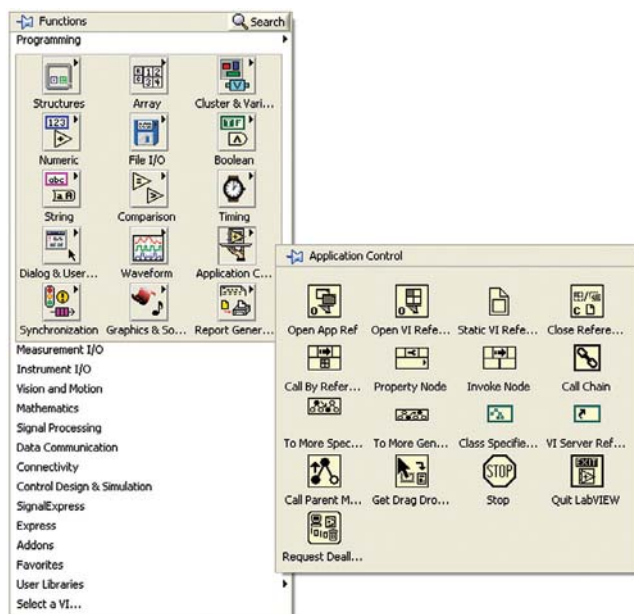 Functions
Search
Programming
Structures
Array
Cluster & Vari...
Numeric
File I/O
Boolean
String
Comparison
Timing
Dialog & User...
Waveform
Application C...
Synchronization
Graphics & So...
Report Gener...
Measurement I/O
Instrument I/O
Vision and Motion
Mathematics
Signal Processing
Data Communication
Connectivity
Control Design & Simulation
SignalExpress
Express
Addons
Favorites
User Libraries
Select a VI...
Application Control
Open App Ref
Open VI Refe...
Static VI Refe...
Close Refere...
Call By Refer...
Property Node
Invoke Node
Call Chain
To More Spec...
To More Gen...
Class Specifie...
VI Server Ref...
Call Parent M...
Get Drag Dro...
STOP
Stop
EXIT
Quit LabVIEW
Request Deall...